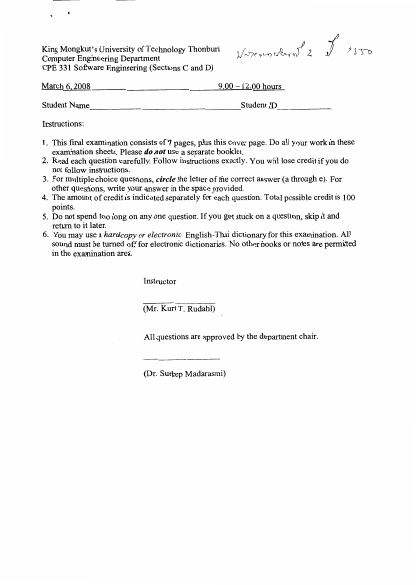 King Mongkut's University of Technology Thonburi
Computer Engineering Department
CPE 331 Software Engineering (Sections C and D)
2
March 6, 2008 9.00 – 12.00 hours
Student Name Student ID
Instructions:
1. This final examination consists of 7 pages, plus this cover page. Do all your work in these
examination sheets. Please do not use a separate booklet.
2. Read each question carefully. Follow instructions exactly. You will lose credit if you do
not follow instructions.
3. For multiple choice questions, circle the letter of the correct answer (a through e). For
other questions, write your answer in the space provided.
4. The amount of credit is indicated separately for each question. Total possible credit is 100
points.
5. Do not spend too long on any one question. If you get stuck on a question, skip it and
return to it later.
6. You may use a hardcopy or electronic English-Thai dictionary for this examination. All
sound must be turned off for electronic dictionaries. No other books or notes are permitted
in the examination area.
Instructor
(Mr. Kurt T. Rudahl)
All questions are approved by the department chair.
(Dr. Suthep Madarasmi)